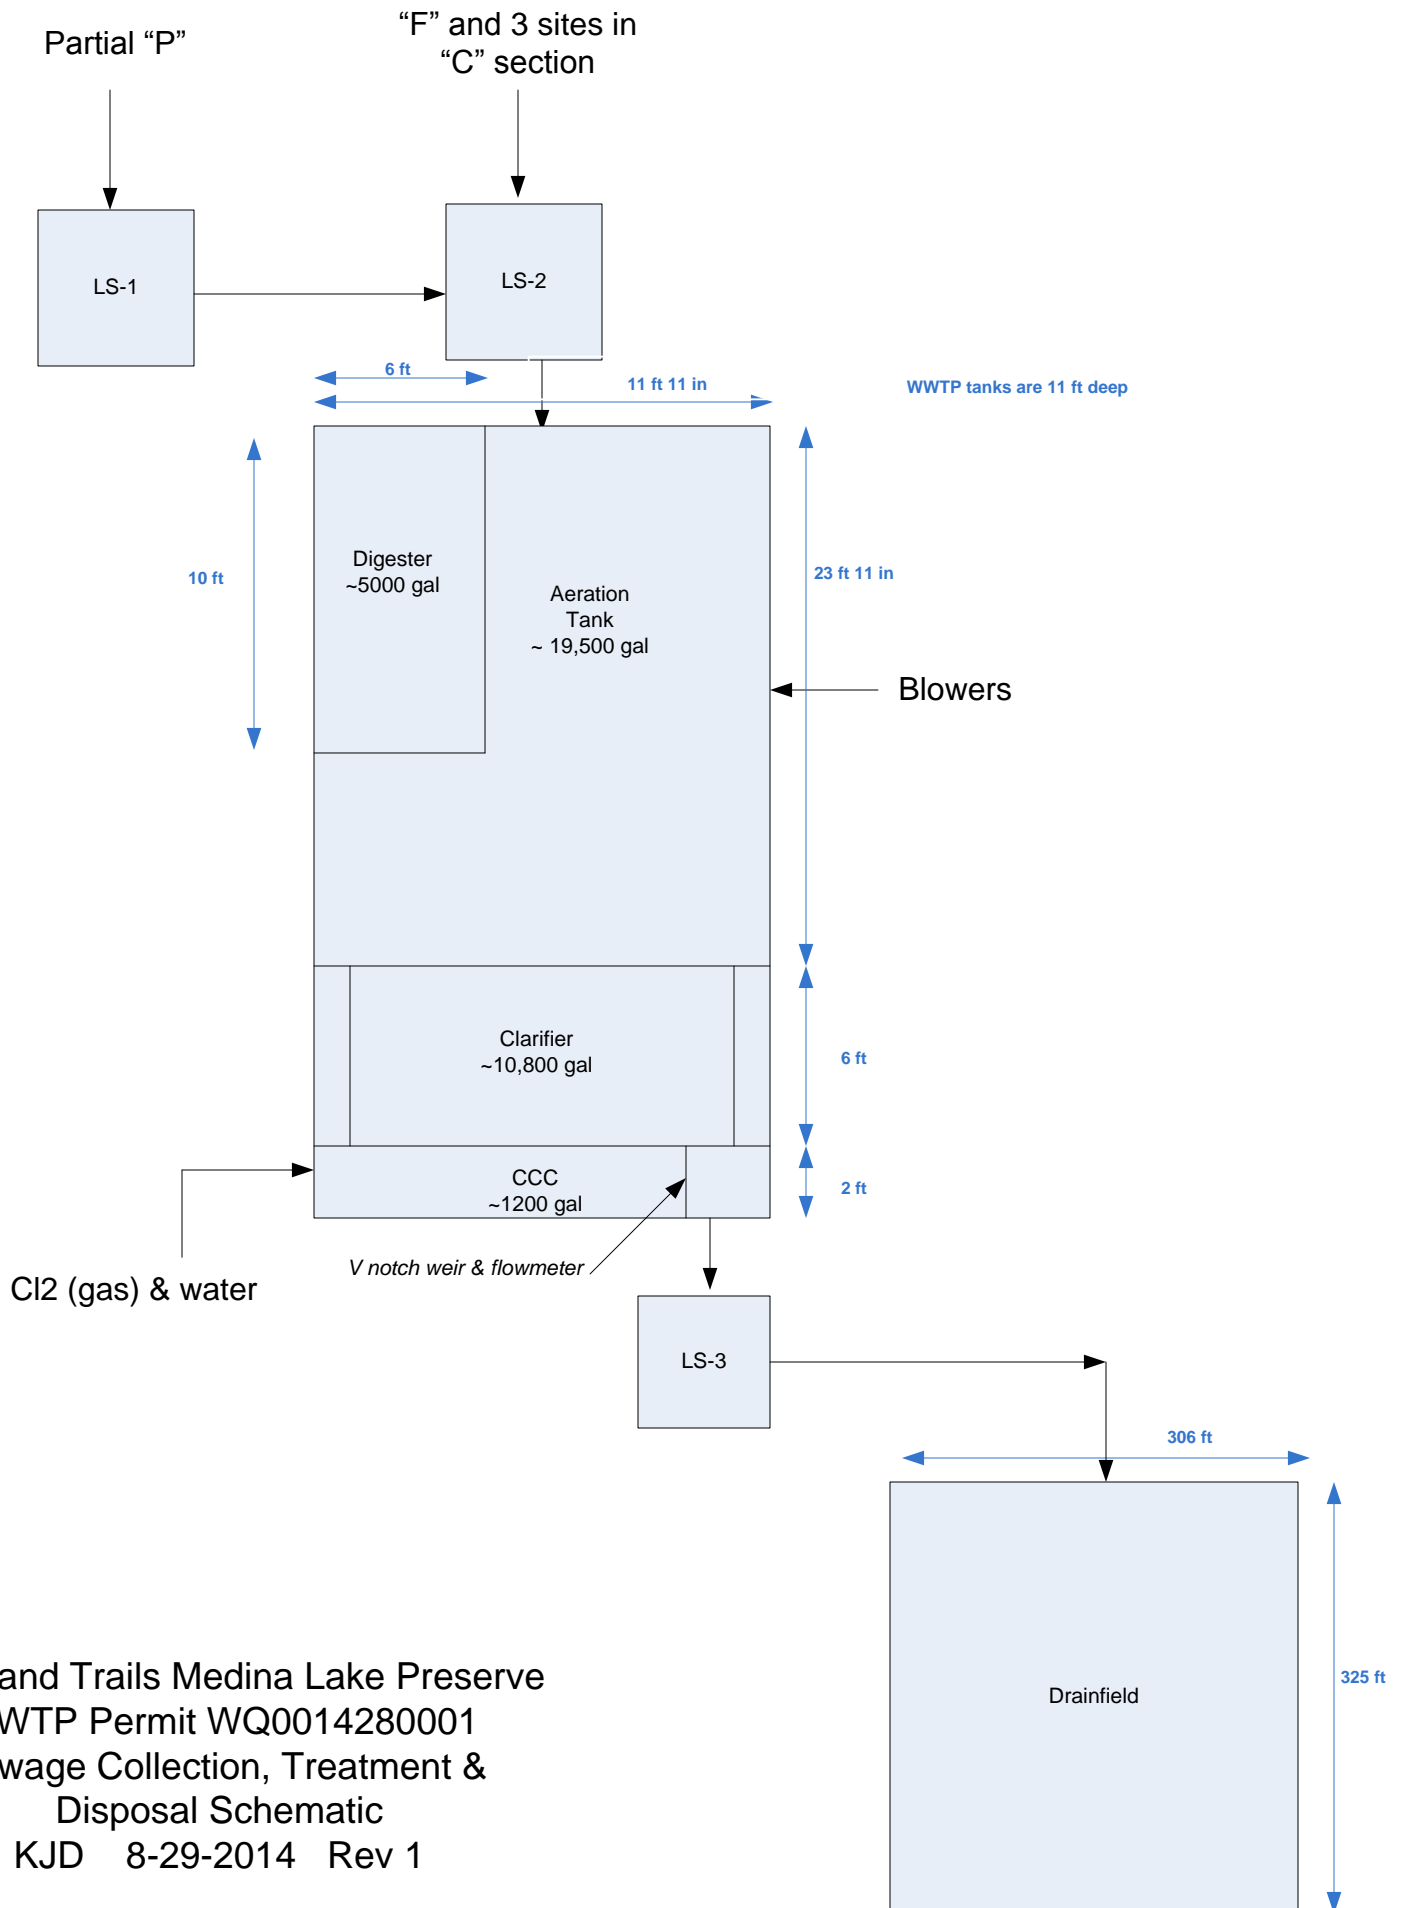 Partial “P”
“F” and 3 sites in
“C” section
LS-1
LS-2
6 ft
11 ft 11 in
WWTP tanks are 11 ft deep
10 ft
Digester
~5000 gal
Aeration
Tank
~ 19,500 gal
23 ft 11 in
Blowers
Clarifier
~10,800 gal
6 ft
CCC
~1200 gal
2 ft
V notch weir & flowmeter
Cl2 (gas) & water
LS-3
306 ft
Drainfield
325 ft
and Trails Medina Lake Preserve
WTP Permit WQ0014280001
wage Collection, Treatment &
Disposal Schematic
KJD 8-29-2014 Rev 1